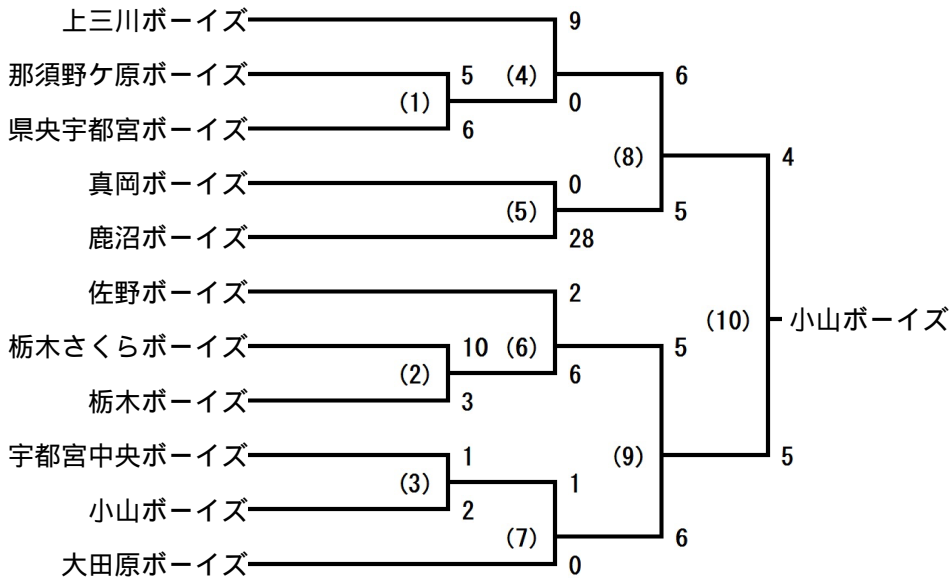 上三川ボーイズ 9
那須野ケ原ボーイズ 5 (4) 6
(1) 0
県央宇都宮ボーイズ 6
(8) 4
真岡ボーイズ 0
(5) 5
鹿沼ボーイズ 28
佐野ボーイズ 2
(10) 小山ボーイズ
栃木さくらボーイズ 10 (6) 5
(2) 6
栃木ボーイズ 3
宇都宮中央ボーイズ 1 (9) 5
(3) 1
小山ボーイズ 2
(7) 6
大田原ボーイズ 0